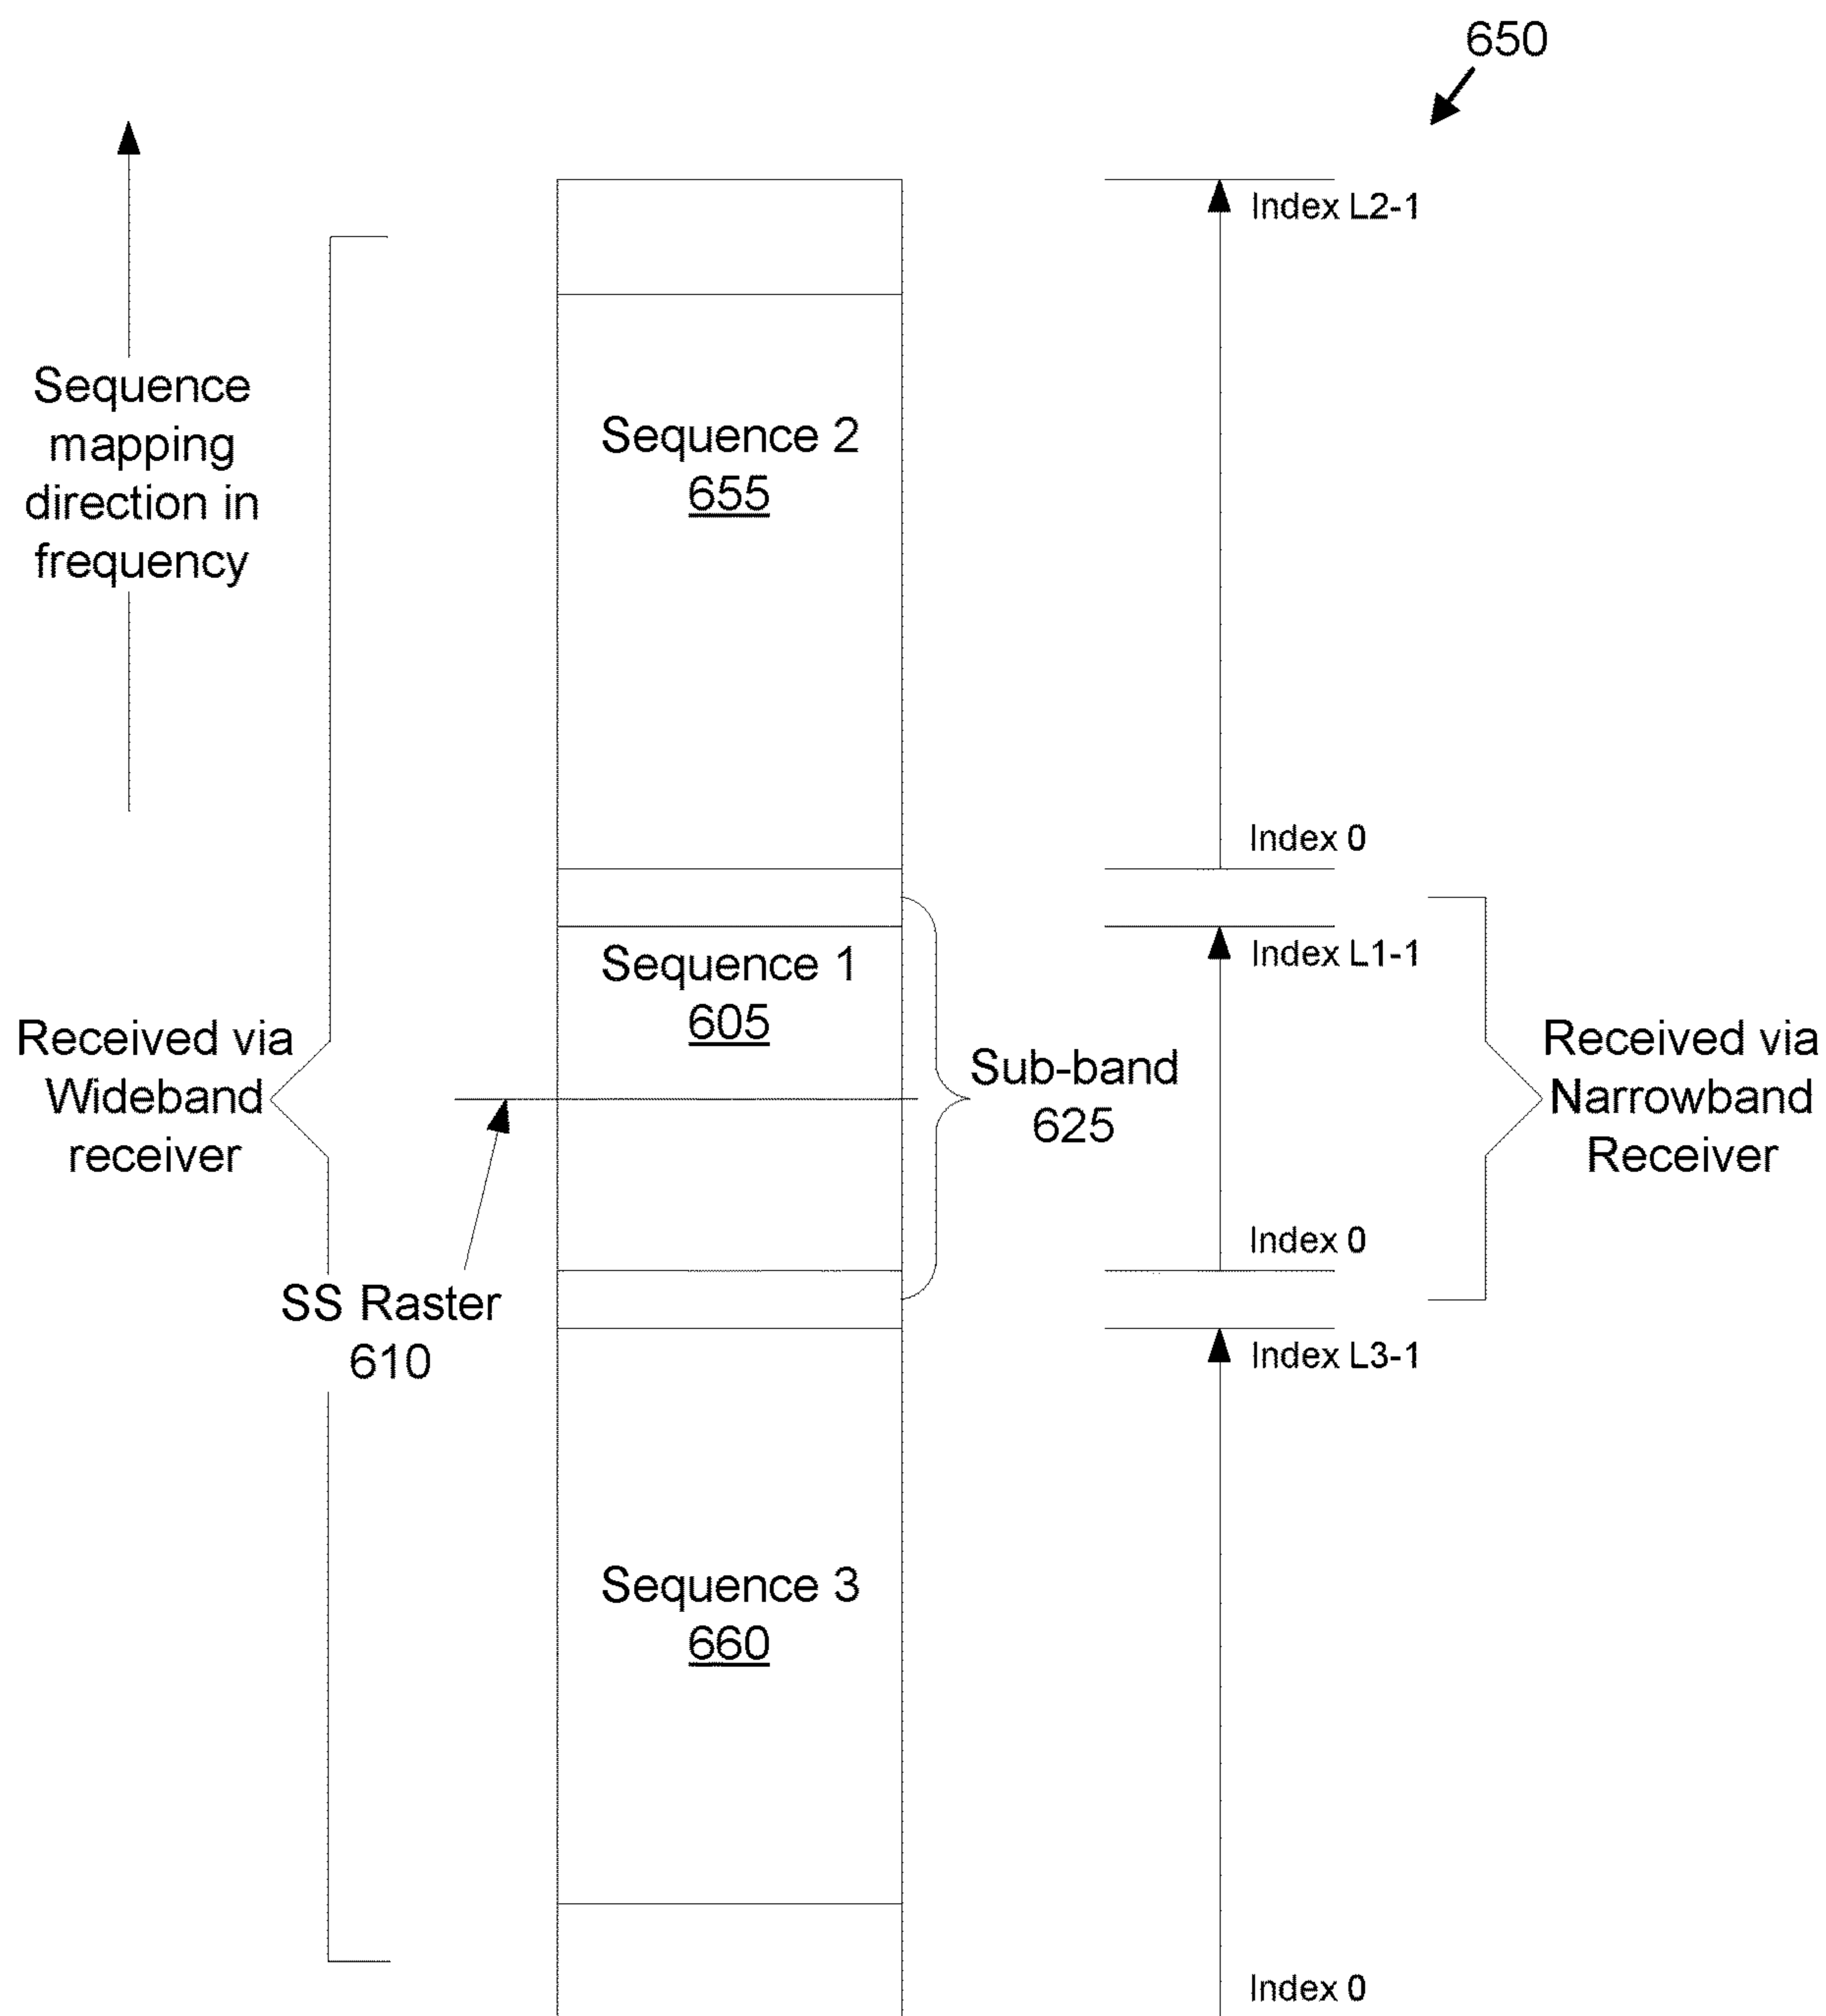 650
Index L2-1
Sequence
mapping
direction in
frequency
Sequence 2
655
Index 0
Sequence 1
605
Index L1-1
Received via
Wideband
receiver
Sub-band
625
Received via
Narrowband
Receiver
Index 0
SS Raster
610
Index L3-1
Sequence 3
660
Index 0